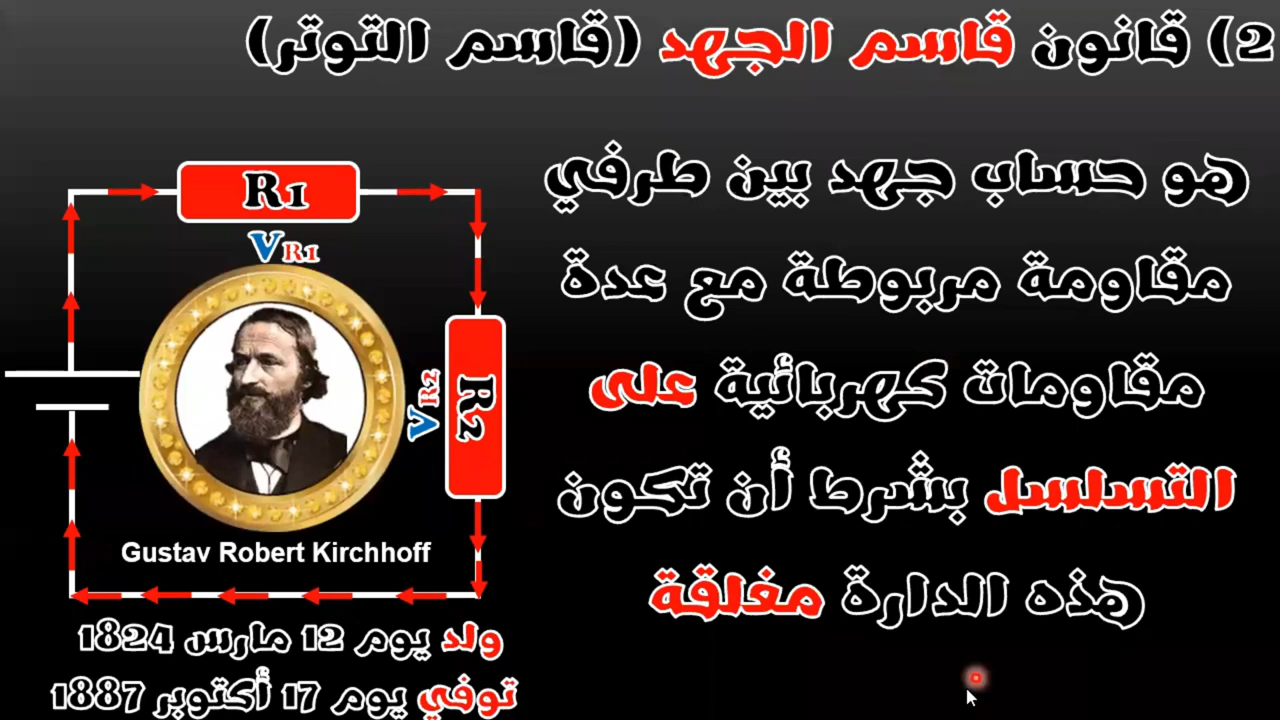 2) قانون قاسم الجهد (قاسم التوتر)
هو حساب جهد بين طرفي
مقاومة مربوطة مع عدة
مقاومات كهربائية على
التسلسل بشرط أن تكون
هذه الدارة مغلقة
R1
VR1
R2
VR2
Gustav Robert Kirchhoff
ولد يوم 12 مارس 1824
توفي يوم 17 أكتوبر 1887